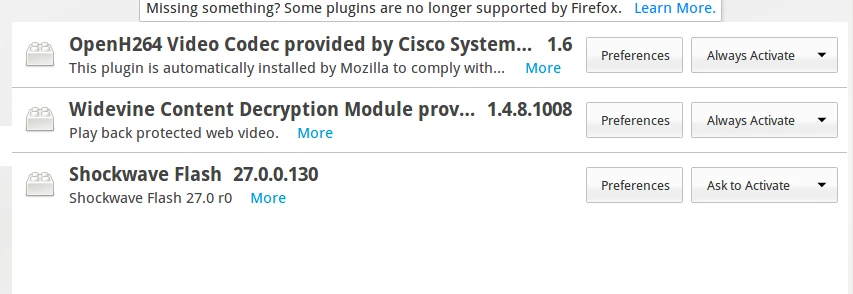 Missing something? Some plugins are no longer supported by Firefox. Learn More.
OpenH264 Video Codec provided by Cisco System... 1.6
Preferences
Always Activate
This plugin is automatically installed by Mozilla to comply with... More
Widevine Content Decryption Module prov... 1.4.8.1008
Preferences
Always Activate
Play back protected web video. More
Shockwave Flash 27.0.0.130
Preferences
Ask to Activate
Shockwave Flash 27.0 r0 More